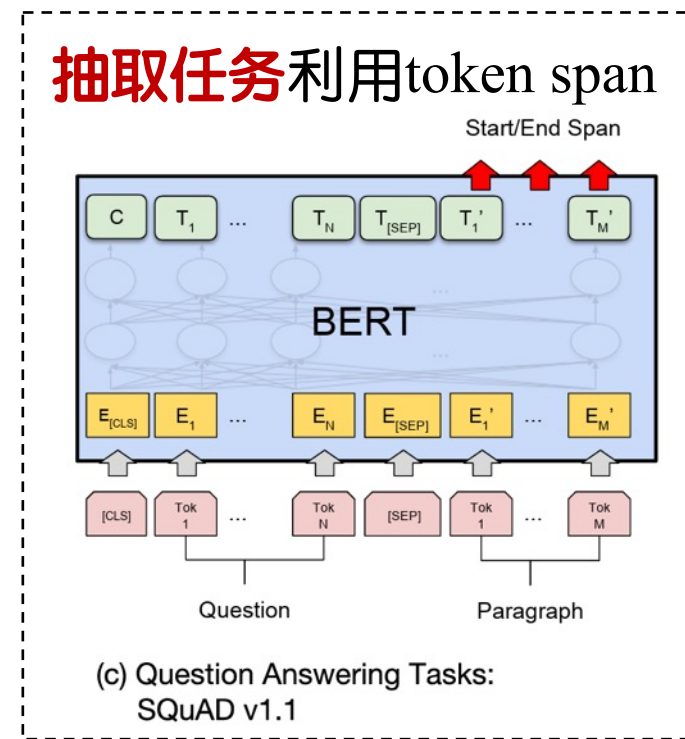 抽取任务利用token span
Start/End Span
C T1 ... TN T[SEP] T1' ... TM'
...
BERT
...
E[CLS] E1 ... EN E[SEP] E1' ... EM'
[CLS] Tok 1 ... Tok N [SEP] Tok 1 ... Tok M
Question Paragraph
(c) Question Answering Tasks:
SQuAD v1.1